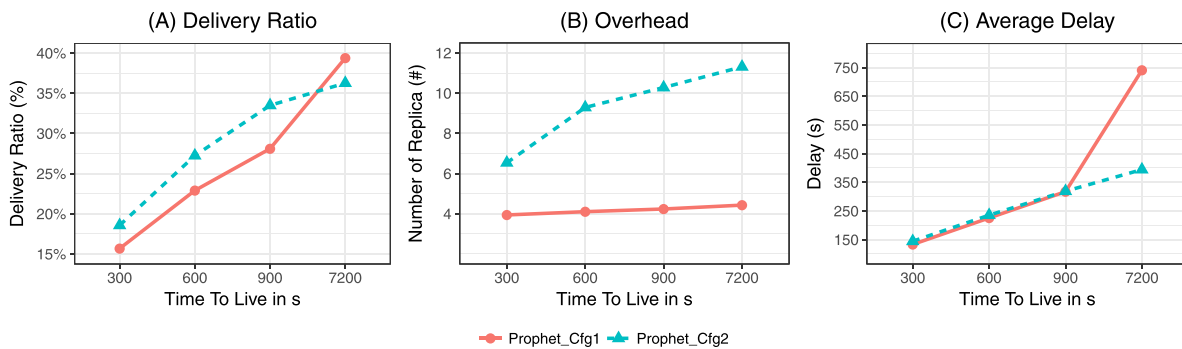 (A) Delivery Ratio
Delivery Ratio (%)
40%
35%
30%
25%
20%
15%
300 600 900 7200
Time To Live in s
(B) Overhead
Number of Replica (#)
12
10
8
6
4
300 600 900 7200
Time To Live in s
(C) Average Delay
Delay (s)
750
650
550
450
350
250
150
300 600 900 7200
Time To Live in s
Prophet_Cfg1 Prophet_Cfg2